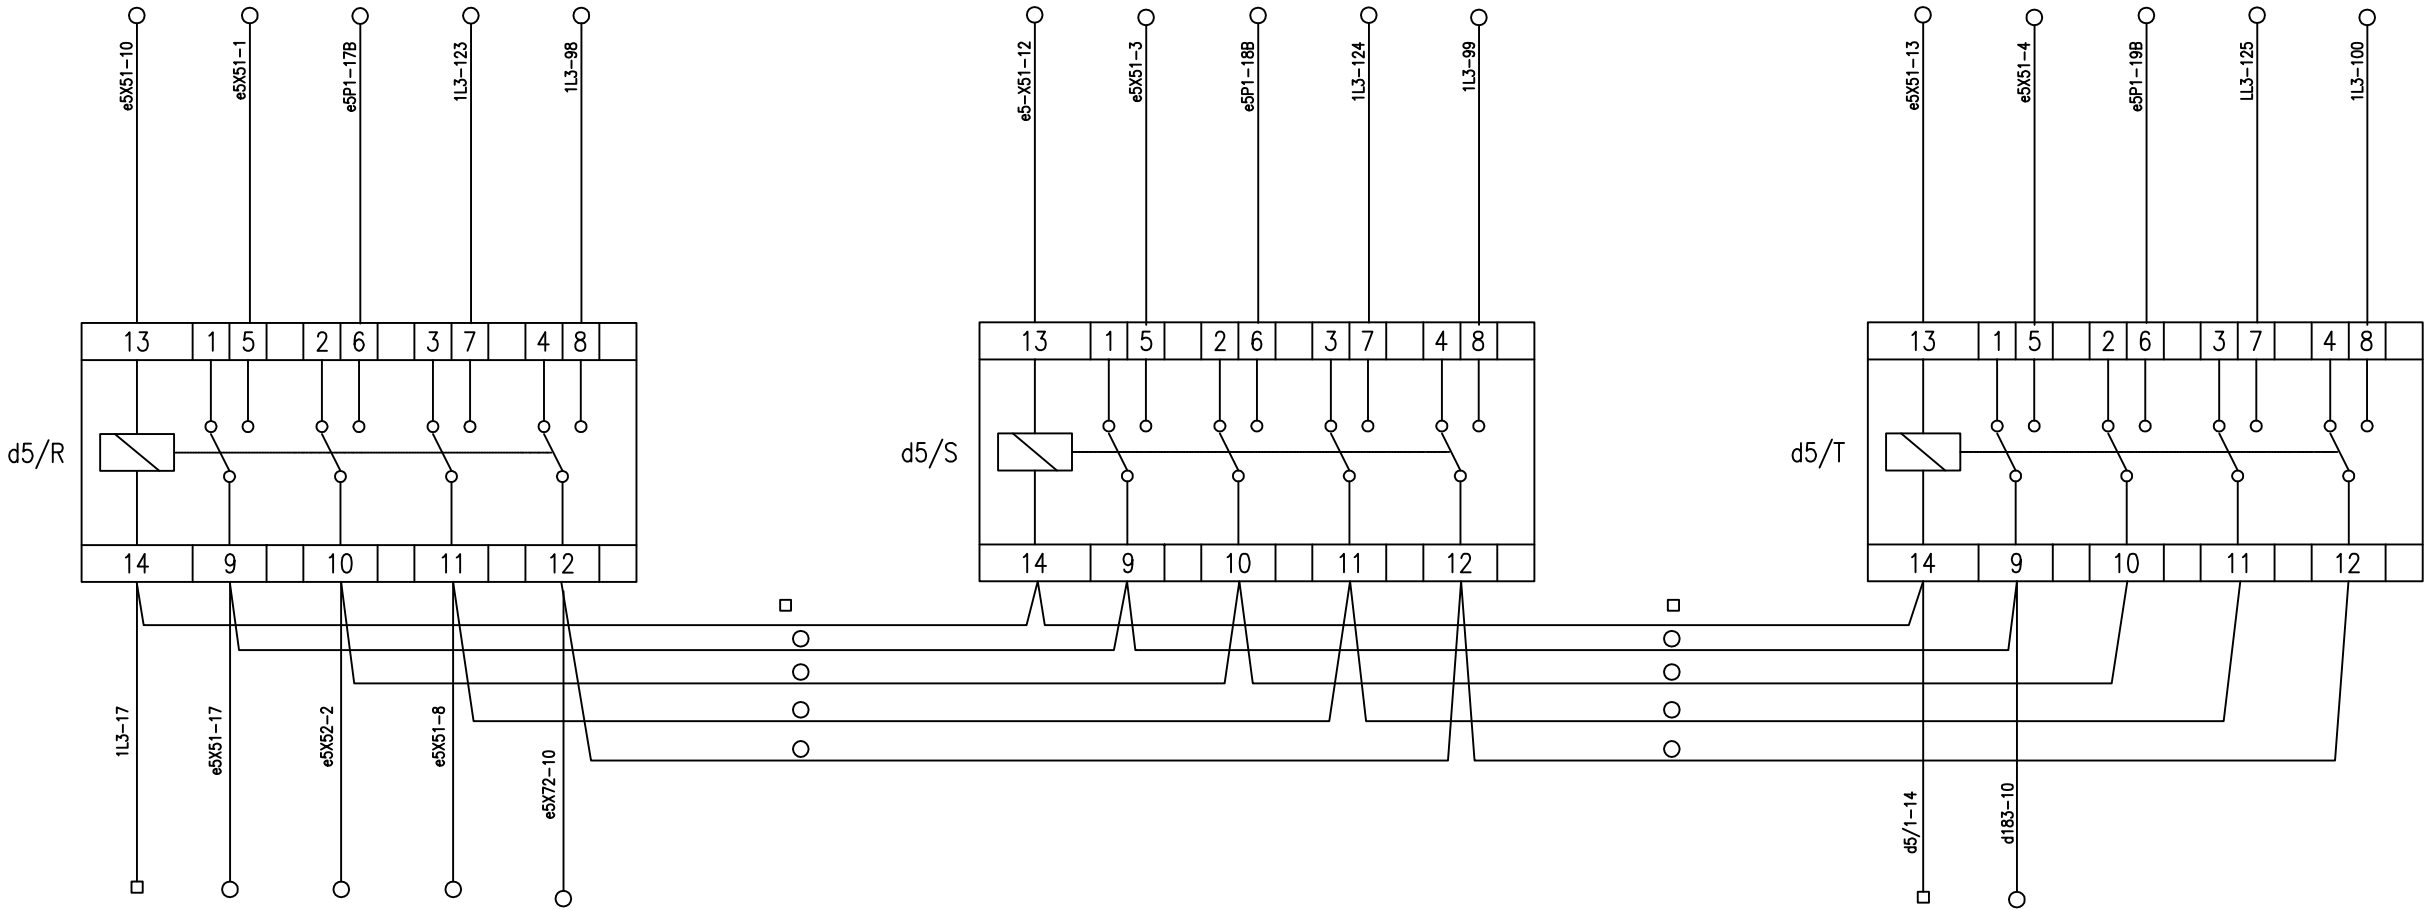 e5X51-10
e5X51-1
e5P1-17B
1L3-123
1L3-98
e5-X51-12
e5X51-3
e5P1-18B
1L3-124
1L3-99
e5X51-13
e5X51-4
e5P1-19B
LL3-125
1L3-100
13 1 5 2 6 3 7 4 8
13 1 5 2 6 3 7 4 8
13 1 5 2 6 3 7 4 8
d5/R
d5/S
d5/T
14 9 10 11 12
14 9 10 11 12
14 9 10 11 12
1L3-17
e5X51-17
e5X52-2
e5X51-8
e5X72-10
d5/1-14
d183-10